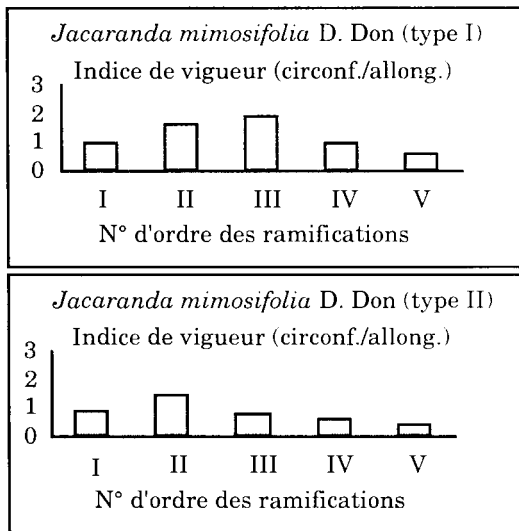 Jacaranda mimosifolia D. Don (type I)
Indice de vigueur (circonf./allong.)
3
2
1
0
I II III IV V
N° d'ordre des ramifications
Jacaranda mimosifolia D. Don (type II)
Indice de vigueur (circonf./allong.)
3
2
1
0
I II III IV V
N° d'ordre des ramifications